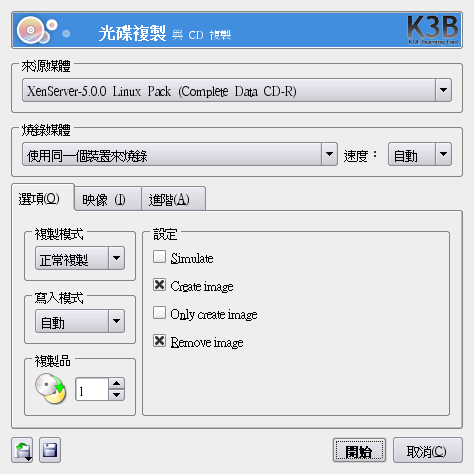 光碟複製 與 CD 複製
K3B
來源媒體
XenServer-5.0.0 Linux Pack (Complete Data CD-R)
燒錄媒體
使用同一個裝置來燒錄 速度： 自動
選項(O) 映像 (I) 進階(A)
複製模式
正常複製
寫入模式
自動
複製品
1
設定
Simulate
Create image
Only create image
Remove image
開始 取消(C)